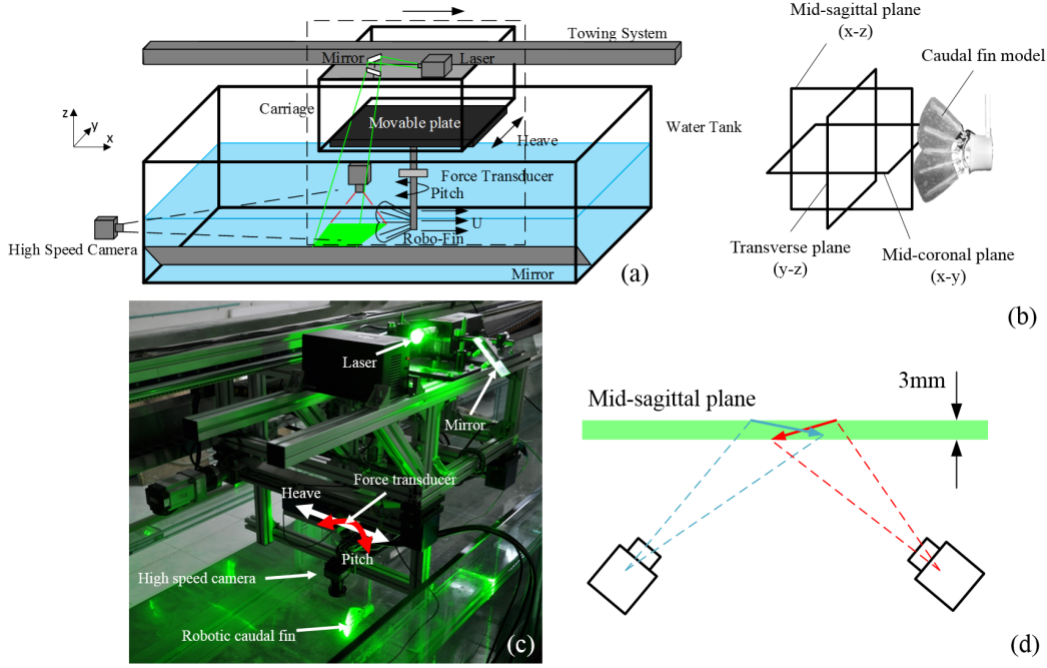 Towing System
Mirror
Laser
Carriage
Movable plate
z
y
x
Heave
Water Tank
Force Transducer
Pitch
U
High Speed Camera
Robo-Fin
Mirror
(a)
Mid-sagittal plane
(x-z)
Caudal fin model
Transverse plane
(y-z)
Mid-coronal plane
(x-y)
(b)
Laser
Mirror
Force transducer
Heave
Pitch
High speed camera
Robotic caudal fin
(c)
3mm
Mid-sagittal plane
(d)